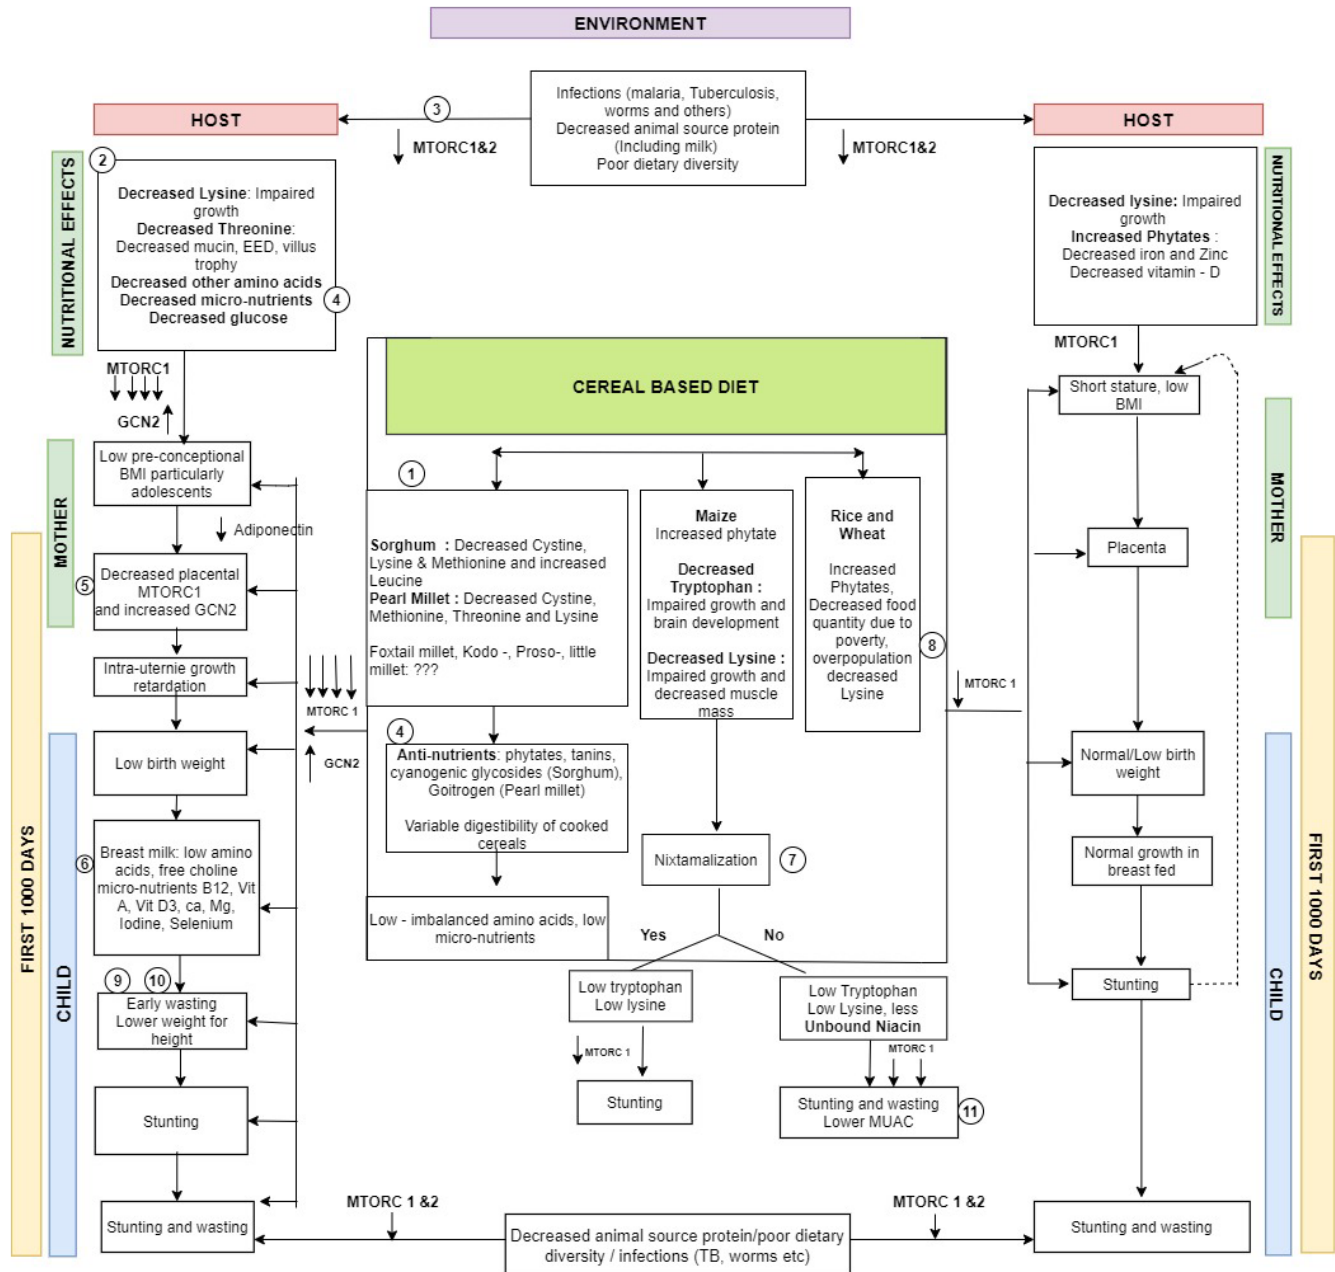 ENVIRONMENT
Infections (malaria, Tuberculosis,
worms and others)
Decreased animal source protein
(Including milk)
Poor dietary diversity
HOST
3
MTORC1&2
MTORC1&2
HOST
NUTRITIONAL EFFECTS
2
Decreased Lysine: Impaired
growth
Decreased Threonine:
Decreased mucin, EED, villus
trophy
Decreased other amino acids
Decreased micro-nutrients
Decreased glucose
4
MTORC1
GCN2
NUTRITIONAL EFFECTS
Decreased lysine: Impaired
growth
Increased Phytates :
Decreased iron and Zinc
Decreased vitamin - D
MTORC1
FIRST 1000 DAYS
MOTHER
CHILD
Low pre-conceptional
BMI particularly
adolescents
Adiponectin
5
Decreased placental
MTORC1
and increased GCN2
Intra-uternie growth
retardation
Low birth weight
6
Breast milk: low amino
acids, free choline
micro-nutrients B12, Vit
A, Vit D3, ca, Mg,
Iodine, Selenium
9
10
Early wasting
Lower weight for
height
Stunting
Stunting and wasting
MTORC 1
GCN2
CEREAL BASED DIET
1
Sorghum : Decreased Cystine,
Lysine & Methionine and increased
Leucine
Pearl Millet : Decreased Cystine,
Methionine, Threonine and Lysine
Foxtail millet, Kodo -, Proso-, little
millet: ???
4
Anti-nutrients: phytates, tanins,
cyanogenic glycosides (Sorghum),
Goitrogen (Pearl millet)
Variable digestibility of cooked
cereals
Low - imbalanced amino acids, low
micro-nutrients
Maize
Increased phytate
Decreased
Tryptophan :
Impaired growth and
brain development
Decreased Lysine :
Impaired growth and
decreased muscle
mass
Rice and
Wheat
Increased
Phytates,
Decreased food
quantity due to
poverty,
overpopulation
decreased
Lysine
8
Nixtamalization
7
Yes
No
Low tryptophan
Low lysine
MTORC 1
Stunting
Low Tryptophan
Low Lysine, less
Unbound Niacin
MTORC 1
Stunting and wasting
Lower MUAC
11
MTORC 1
Short stature, low
BMI
Placenta
Normal/Low birth
weight
Normal growth in
breast fed
Stunting
Stunting and wasting
MOTHER
CHILD
FIRST 1000 DAYS
MTORC 1 &2
Decreased animal source protein/poor dietary
diversity / infections (TB, worms etc)
MTORC 1 &2